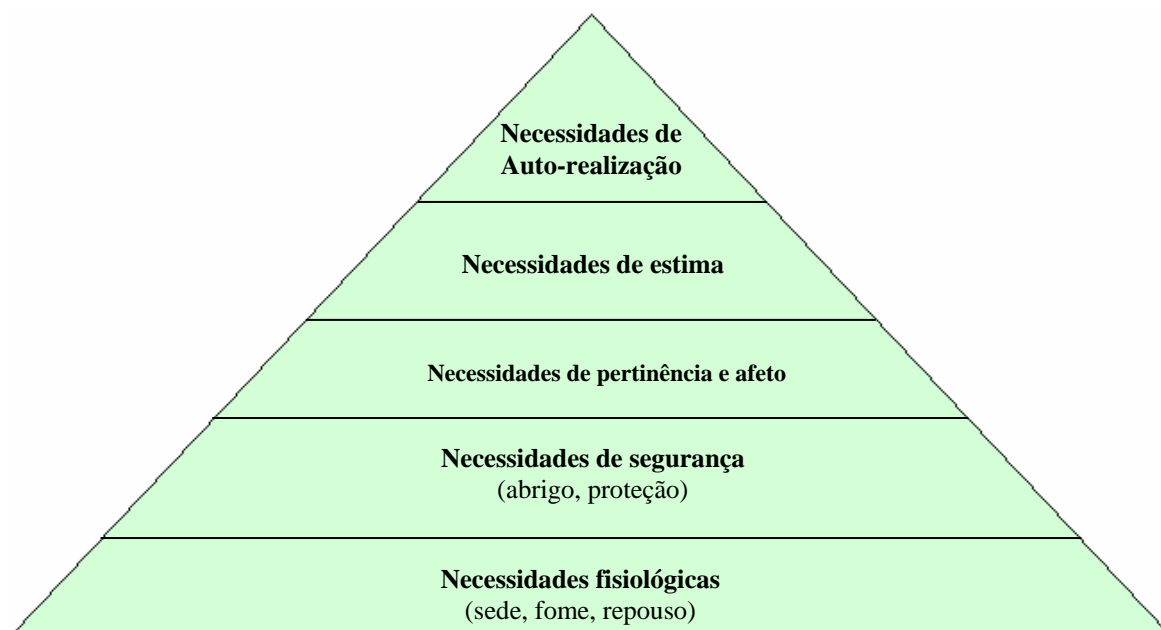 Necessidades de
Auto-realização
Necessidades de estima
Necessidades de pertinência e afeto
Necessidades de segurança
(abrigo, proteção)
Necessidades fisiológicas
(sede, fome, repouso)